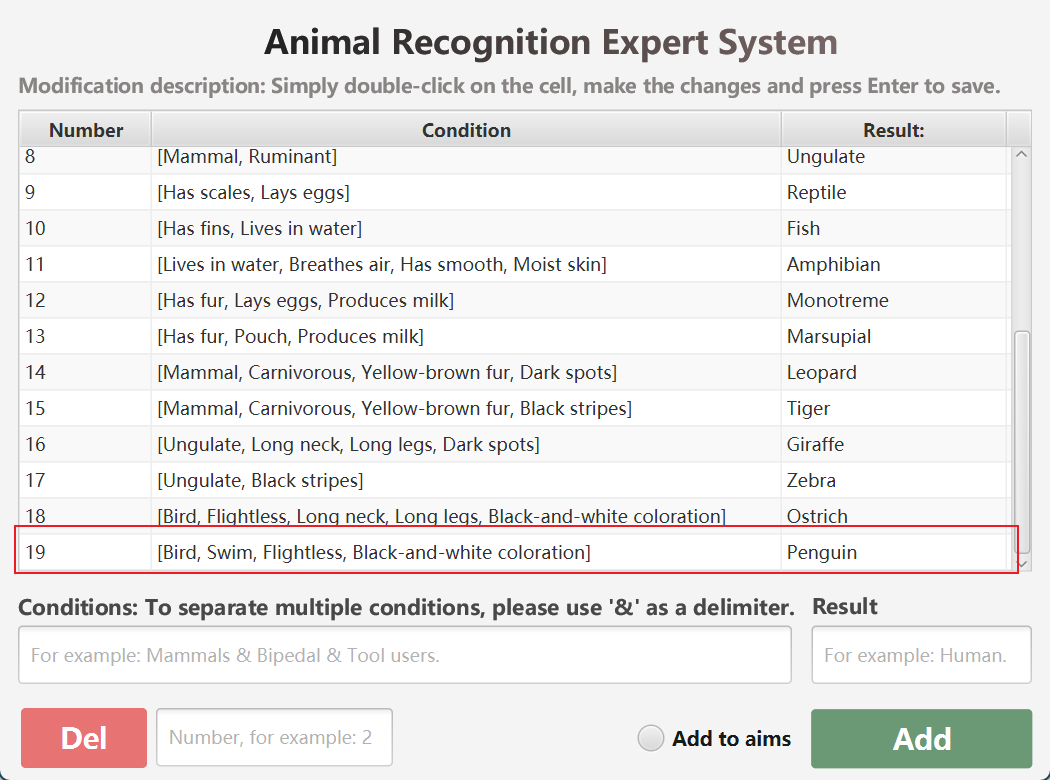 Animal Recognition Expert System
Modification description: Simply double-click on the cell, make the changes and press Enter to save.
Number Condition Result:
8 [Mammal, Ruminant] Ungulate
9 [Has scales, Lays eggs] Reptile
10 [Has fins, Lives in water] Fish
11 [Lives in water, Breathes air, Has smooth, Moist skin] Amphibian
12 [Has fur, Lays eggs, Produces milk] Monotreme
13 [Has fur, Pouch, Produces milk] Marsupial
14 [Mammal, Carnivorous, Yellow-brown fur, Dark spots] Leopard
15 [Mammal, Carnivorous, Yellow-brown fur, Black stripes] Tiger
16 [Ungulate, Long neck, Long legs, Dark spots] Giraffe
17 [Ungulate, Black stripes] Zebra
18 [Bird, Flightless, Long neck, Long legs, Black-and-white coloration] Ostrich
19 [Bird, Swim, Flightless, Black-and-white coloration] Penguin
Conditions: To separate multiple conditions, please use '&' as a delimiter. Result
For example: Mammals & Bipedal & Tool users. For example: Human.
Del Number, for example: 2 Add to aims Add